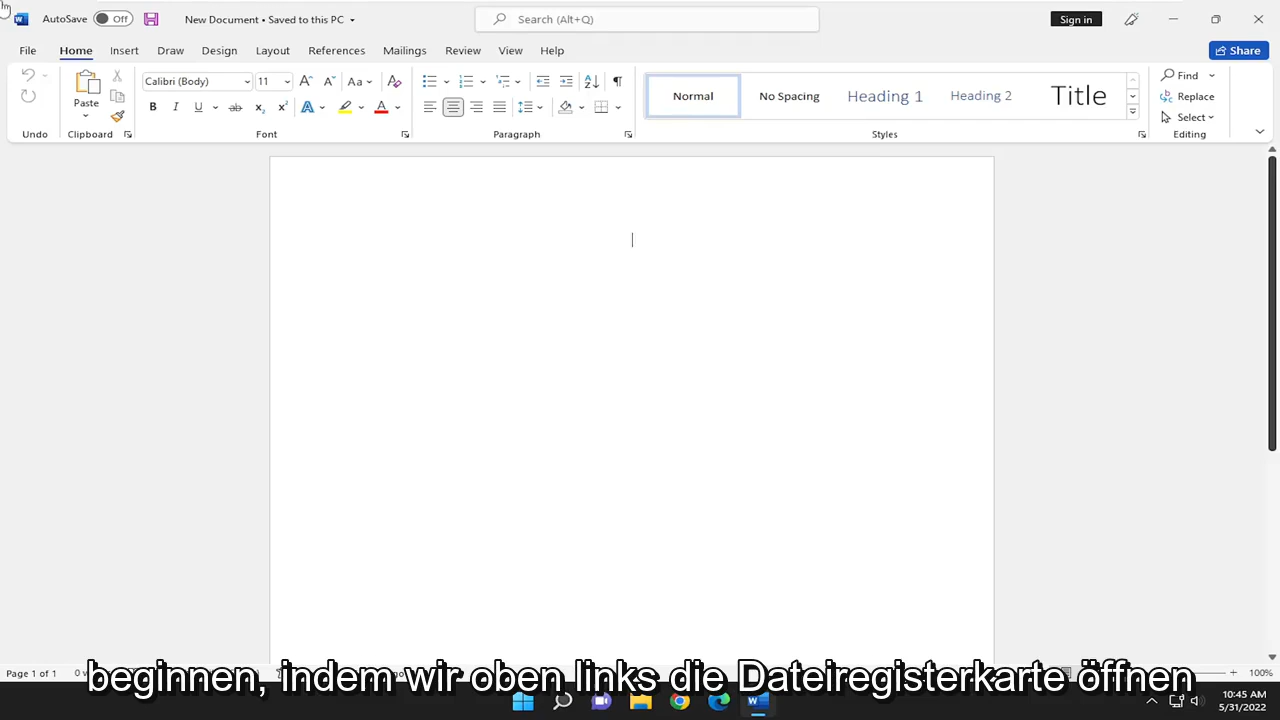 AutoSave Off New Document • Saved to this PC Search (Alt+Q) Sign in
File Home Insert Draw Design Layout References Mailings Review View Help Share
Paste Calibri (Body) 11 Aa Normal No Spacing Heading 1 Heading 2 Title Find
Replace
Select
Undo Clipboard Font Paragraph Styles Editing
Page 1 of 1 100%
beginnen, indem wir oben links die Dateiregisterkarte öffnen
10:45 AM
5/31/2022